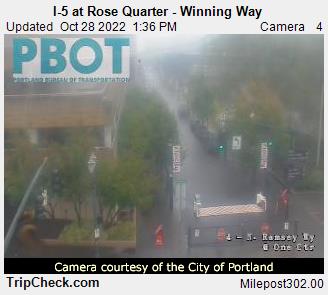 I-5 at Rose Quarter - Winning Way
Updated Oct 28 2022 1:36 PM Camera 4
PBOT
PORTLAND BUREAU OF TRANSPORTATION
4 - N. Ramsay Wy
@ One Ctr
Camera courtesy of the City of Portland
TripCheck.com Milepost302.00